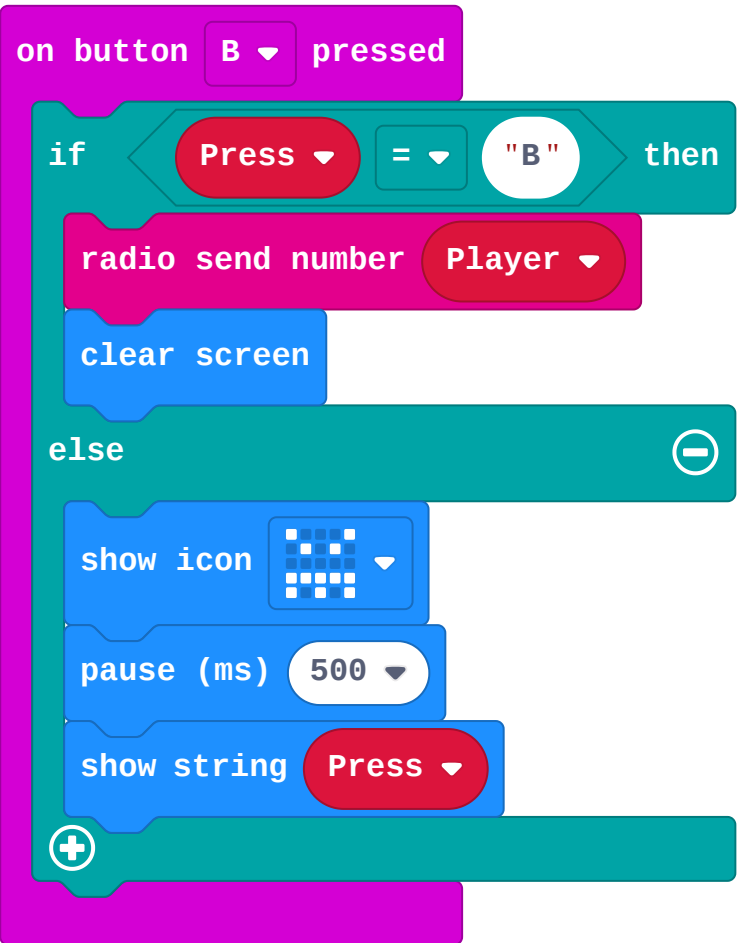 on button B pressed
if Press = "B" then
radio send number Player
clear screen
else
show icon
pause (ms) 500
show string Press